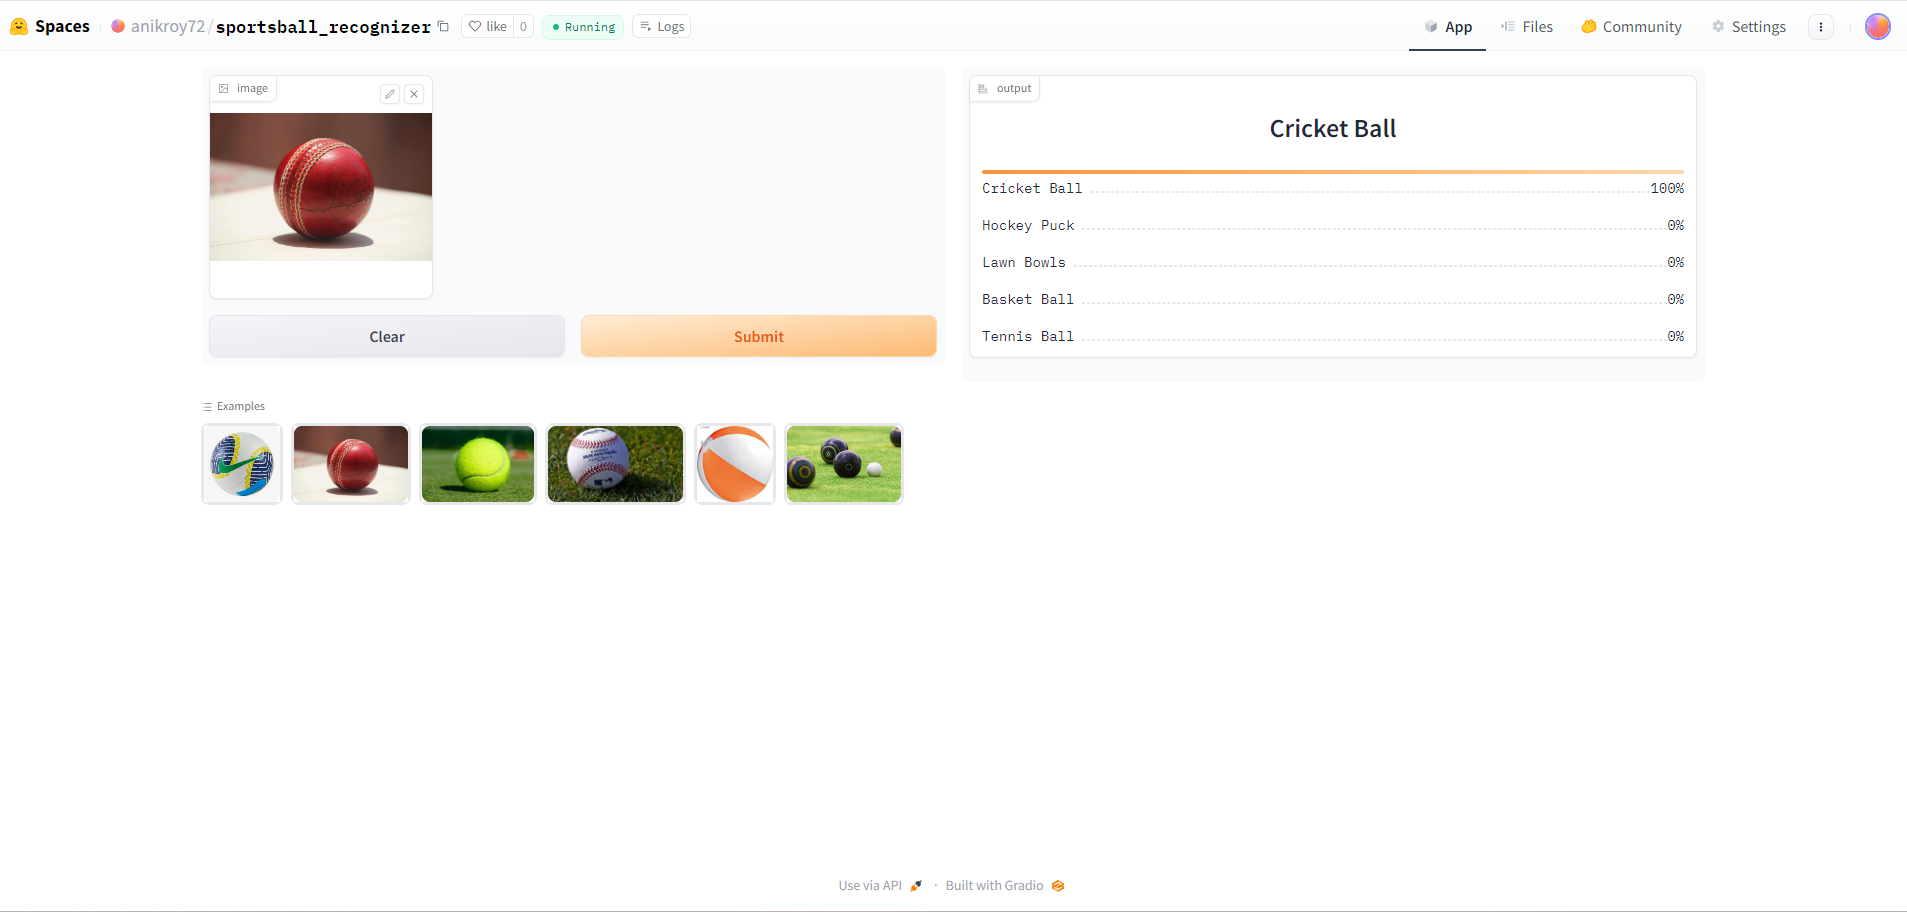 Spaces anikroy72/sportsball_recognizer like 0 Running Logs App Files Community Settings
image
Clear Submit
Examples
output
Cricket Ball
Cricket Ball 100%
Hockey Puck 0%
Lawn Bowls 0%
Basket Ball 0%
Tennis Ball 0%
Use via API · Built with Gradio